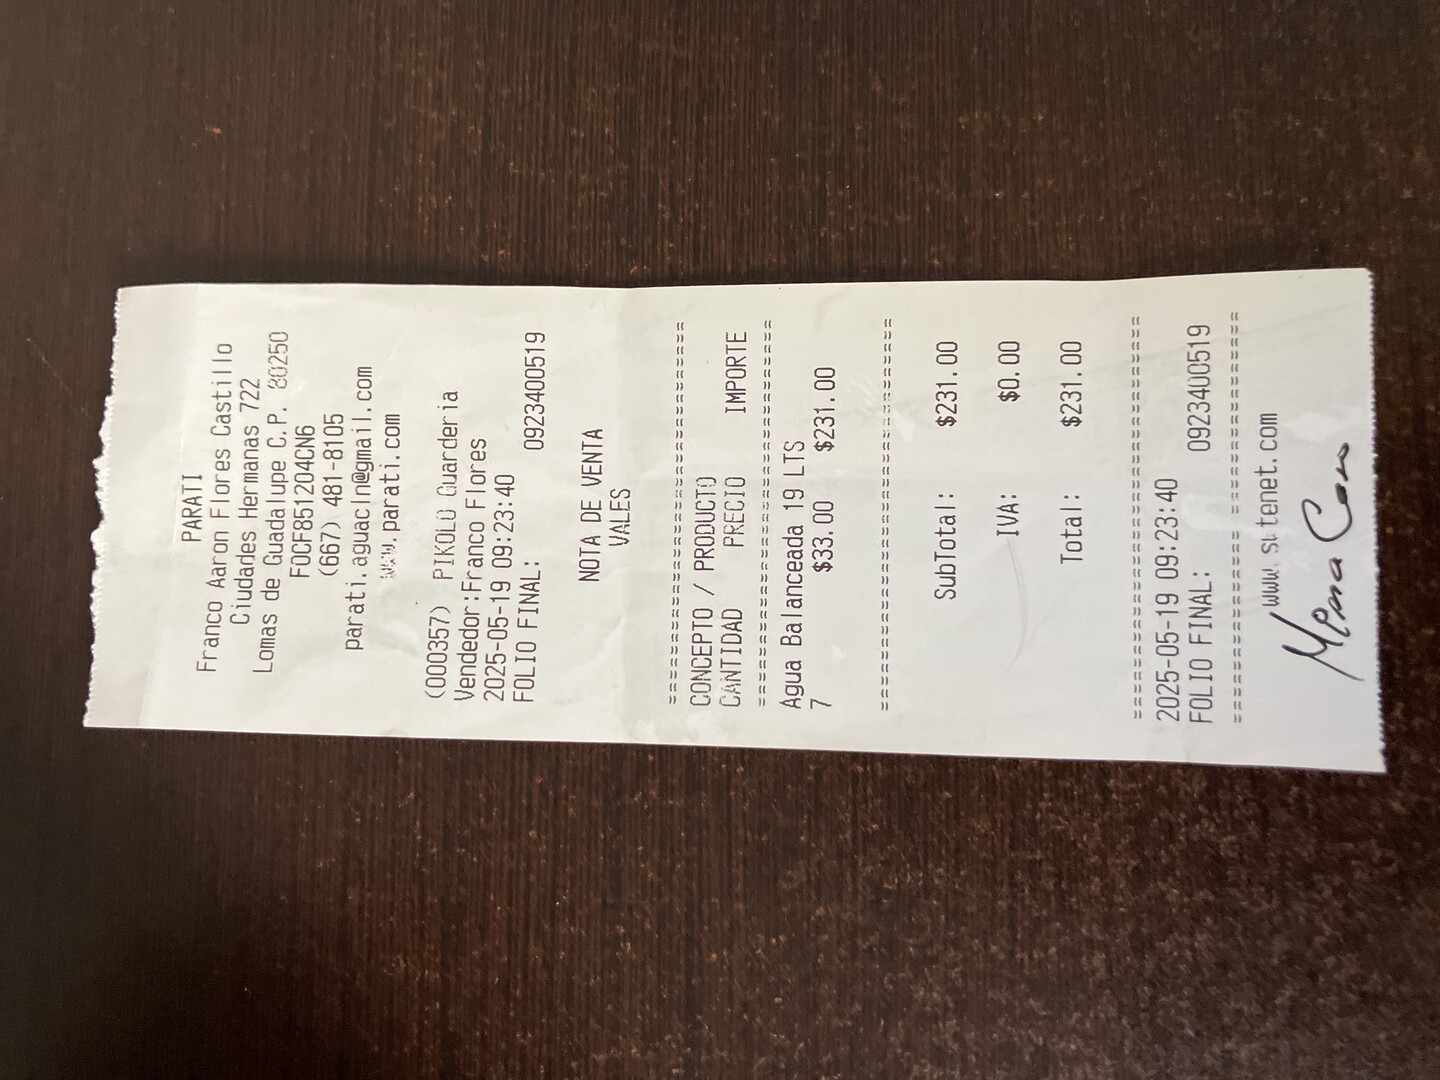 PARATI
Franco Aaron Flores Castillo
Ciudades Hermanas 722
Lomas de Guadalupe C.P. 80250
FOCF851204CN6
(667) 481-8105
parati.aguacln@gmail.com
www.parati.com
(000357) PIKOLO Guarderia
Vendedor:Franco Flores
2025-05-19 09:23:40
FOLIO FINAL: 0923400519
NOTA DE VENTA
VALES
==============================
CONCEPTO / PRODUCTO
CANTIDAD PRECIO IMPORTE
==============================
Agua Balanceada 19 LTS
7 $33.00 $231.00
==============================
SubTotal: $231.00
IVA: $0.00
Total: $231.00
==============================
2025-05-19 09:23:40
FOLIO FINAL: 0923400519
==============================